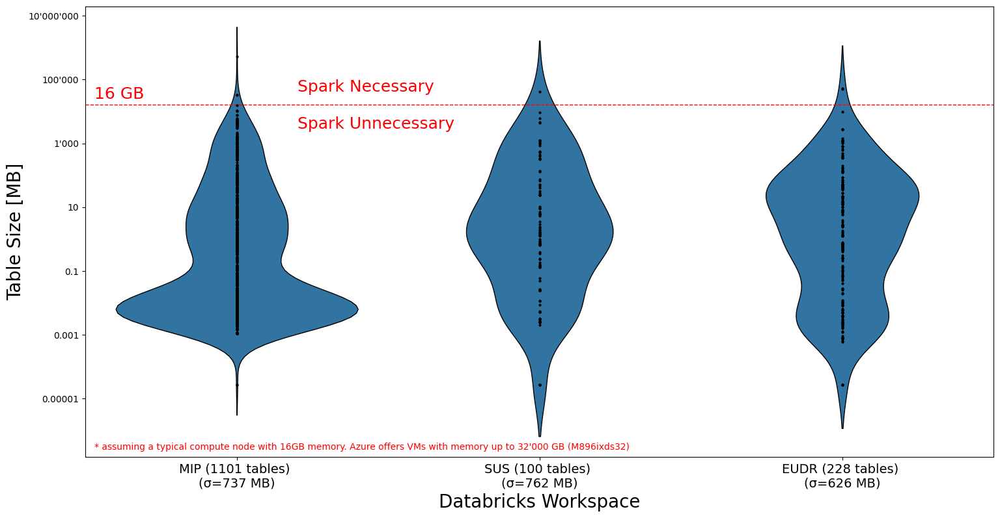 Table Size [MB]
10'000'000
100'000
1'000
10
0.1
0.001
0.00001
16 GB
Spark Necessary
Spark Unnecessary
* assuming a typical compute node with 16GB memory. Azure offers VMs with memory up to 32'000 GB (M896ixds32)
MIP (1101 tables)
(σ=737 MB)
SUS (100 tables)
(σ=762 MB)
EUDR (228 tables)
(σ=626 MB)
Databricks Workspace